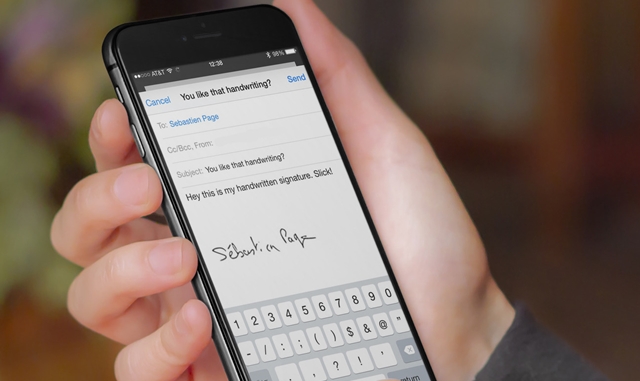 AT&T 12:38 98%
Cancel You like that handwriting? Send
To: Sebastien Page
Cc/Bcc, From:
Subject: You like that handwriting?
Hey this is my handwritten signature. Slick!
Sébastien Page
1 2 3 4 5 6 7 8 9 0
- / : ; ( ) $ & @ "
. , ? ! '
return